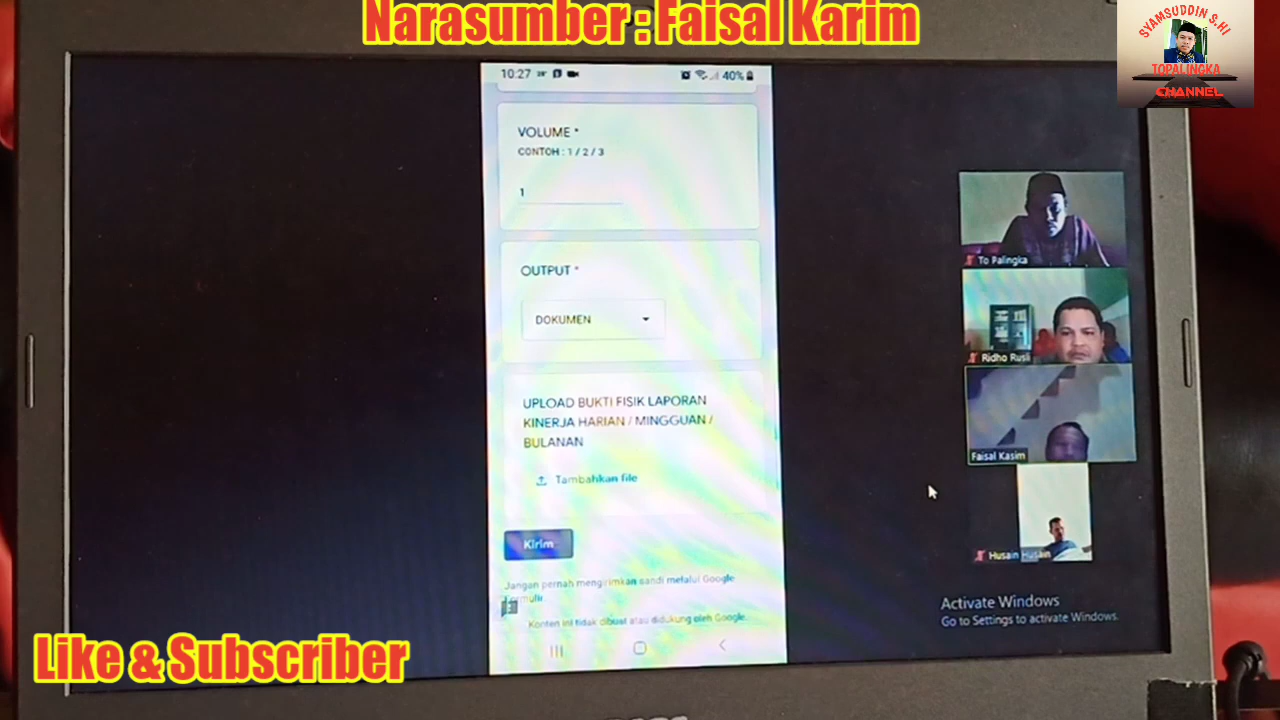 Narasumber : Faisal Karim
SYAMSUDDIN S.HI
TOPALINGKA
CHANNEL
10:27
40%
VOLUME *
CONTOH : 1 / 2 / 3
1
OUTPUT *
DOKUMEN
UPLOAD BUKTI FISIK LAPORAN
KINERJA HARIAN / MINGGUAN /
BULANAN
Tambahkan file
Kirim
Jangan pernah mengirimkan sandi melalui Google
Formulir.
Konten ini tidak dibuat atau didukung oleh Google.
To Palingka
Ridho Rusli
Faisal Kasim
Husain Husain
Activate Windows
Go to Settings to activate Windows.
Like & Subscriber